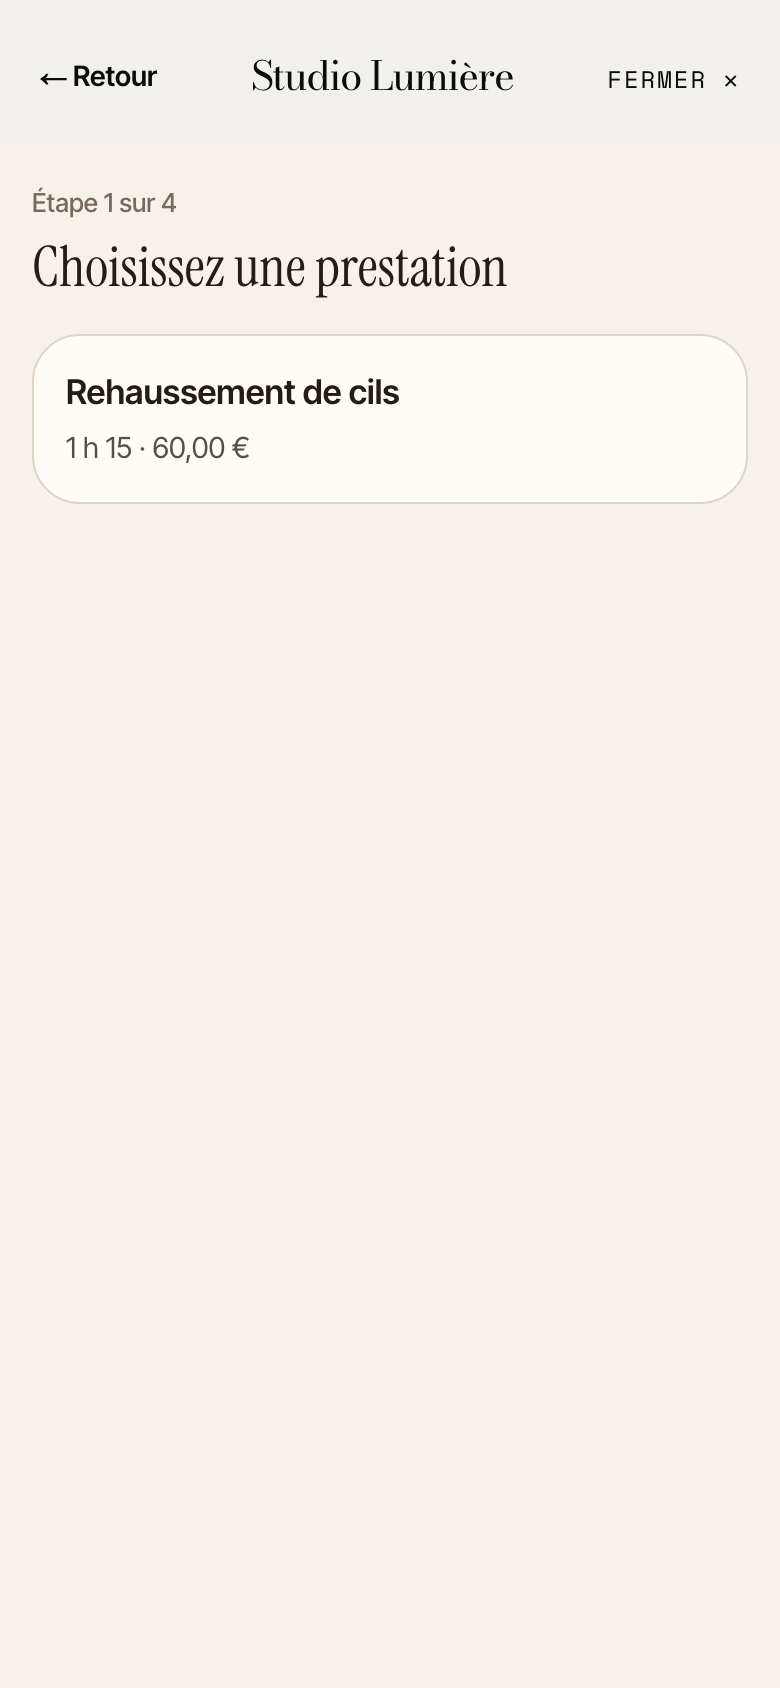 ← Retour
Studio Lumière
FERMER ×
Étape 1 sur 4
Choisissez une prestation
Rehaussement de cils
1 h 15 · 60,00 €